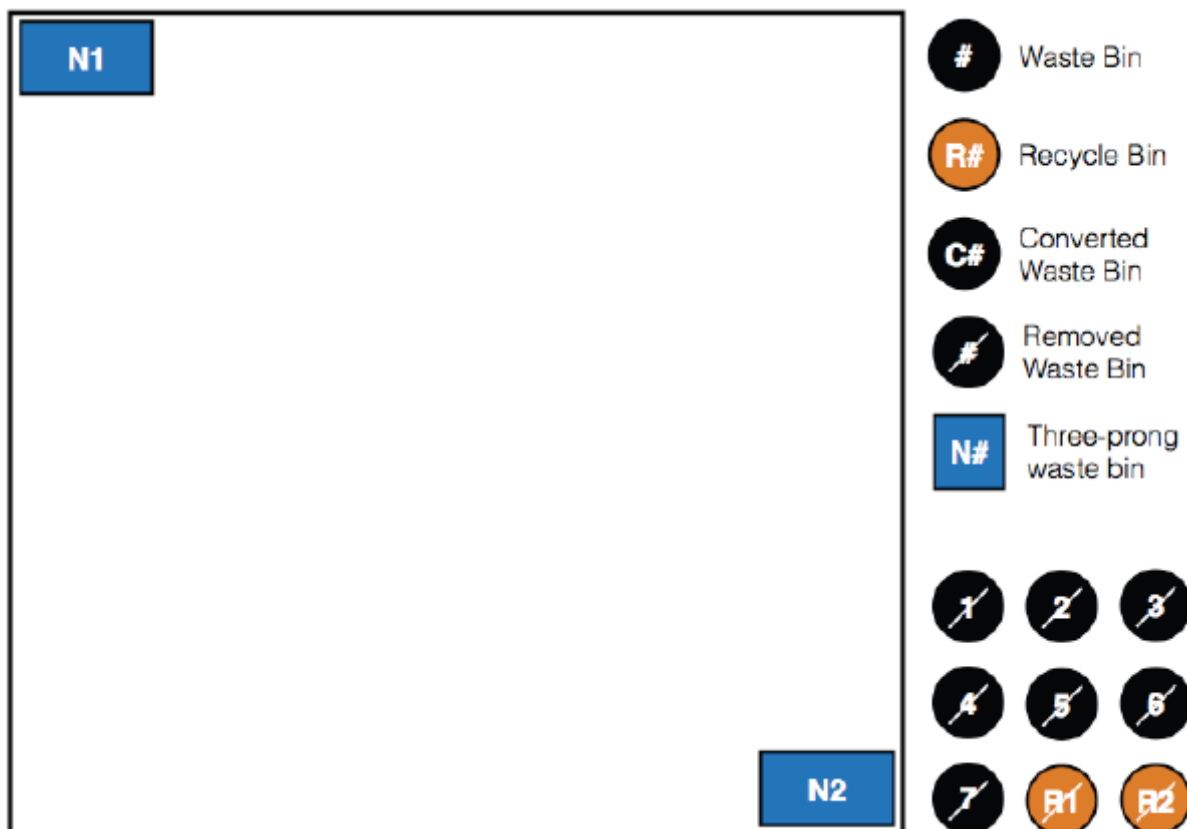 N1
N2
# Waste Bin
R# Recycle Bin
C# Converted
Waste Bin
# Removed
Waste Bin
N# Three-prong
waste bin
1 2 3
4 5 6
7 R1 R2